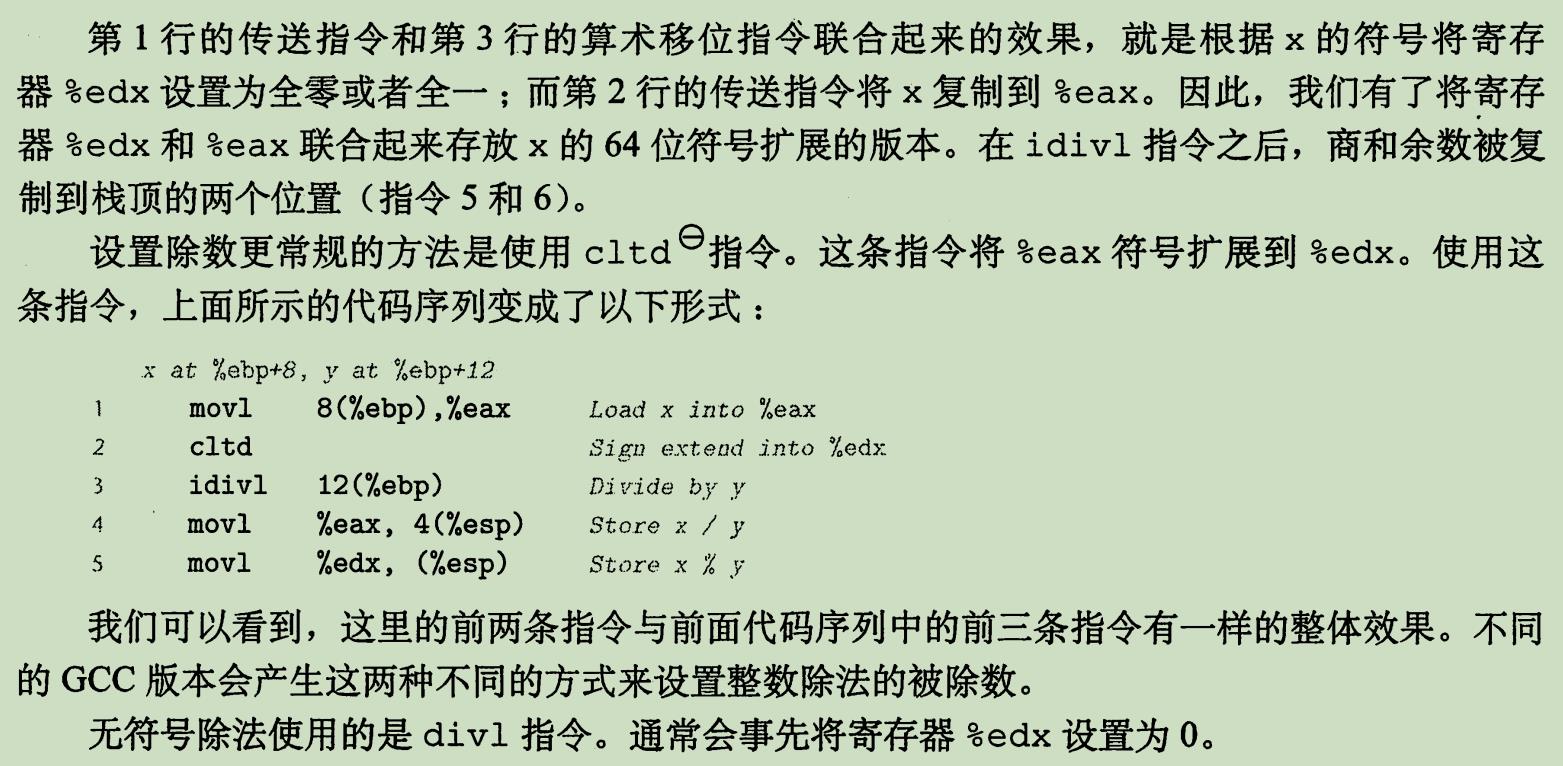 第 1 行的传送指令和第 3 行的算术移位指令联合起来的效果，就是根据 x 的符号将寄存
器 %edx 设置为全零或者全一；而第 2 行的传送指令将 x 复制到 %eax。因此，我们有了将寄存
器 %edx 和 %eax 联合起来存放 x 的 64 位符号扩展的版本。在 idivl 指令之后，商和余数被复
制到栈顶的两个位置（指令 5 和 6）。
设置除数更常规的方法是使用 cltd⊖指令。这条指令将 %eax 符号扩展到 %edx。使用这
条指令，上面所示的代码序列变成了以下形式：
x at %ebp+8, y at %ebp+12
1 movl 8(%ebp),%eax Load x into %eax
2 cltd Sign extend into %edx
3 idivl 12(%ebp) Divide by y
4 movl %eax, 4(%esp) Store x / y
5 movl %edx, (%esp) Store x % y
我们可以看到，这里的前两条指令与前面代码序列中的前三条指令有一样的整体效果。不同
的 GCC 版本会产生这两种不同的方式来设置整数除法的被除数。
无符号除法使用的是 divl 指令。通常会事先将寄存器 %edx 设置为 0。